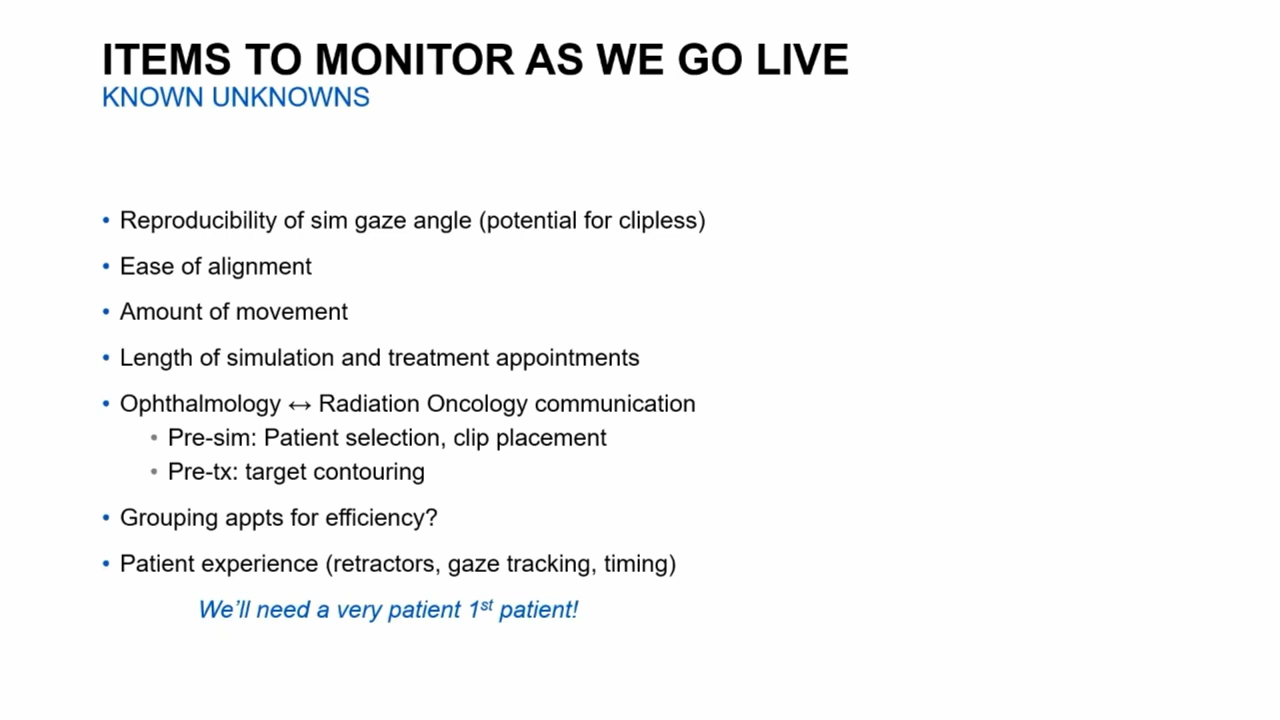 ITEMS TO MONITOR AS WE GO LIVE
KNOWN UNKNOWNS
• Reproducibility of sim gaze angle (potential for clipless)
• Ease of alignment
• Amount of movement
• Length of simulation and treatment appointments
• Ophthalmology ↔ Radiation Oncology communication
• Pre-sim: Patient selection, clip placement
• Pre-tx: target contouring
• Grouping appts for efficiency?
• Patient experience (retractors, gaze tracking, timing)
We’ll need a very patient 1st patient!